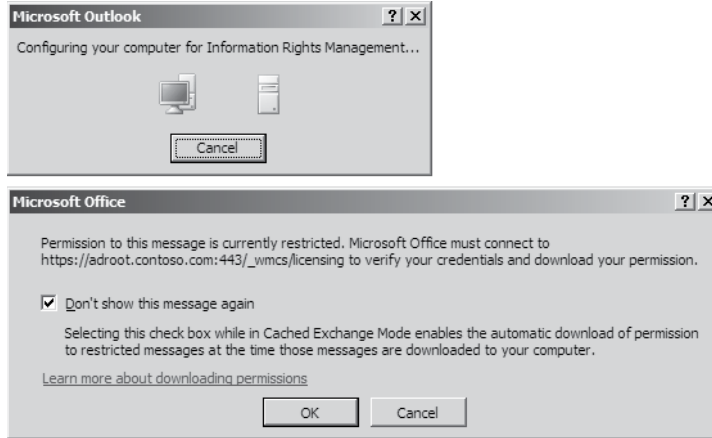 Microsoft Outlook
Configuring your computer for Information Rights Management...
Cancel
Microsoft Office
Permission to this message is currently restricted. Microsoft Office must connect to
https://adroot.contoso.com:443/_wmcs/licensing to verify your credentials and download your permission.
Don't show this message again
Selecting this check box while in Cached Exchange Mode enables the automatic download of permission
to restricted messages at the time those messages are downloaded to your computer.
Learn more about downloading permissions
OK Cancel